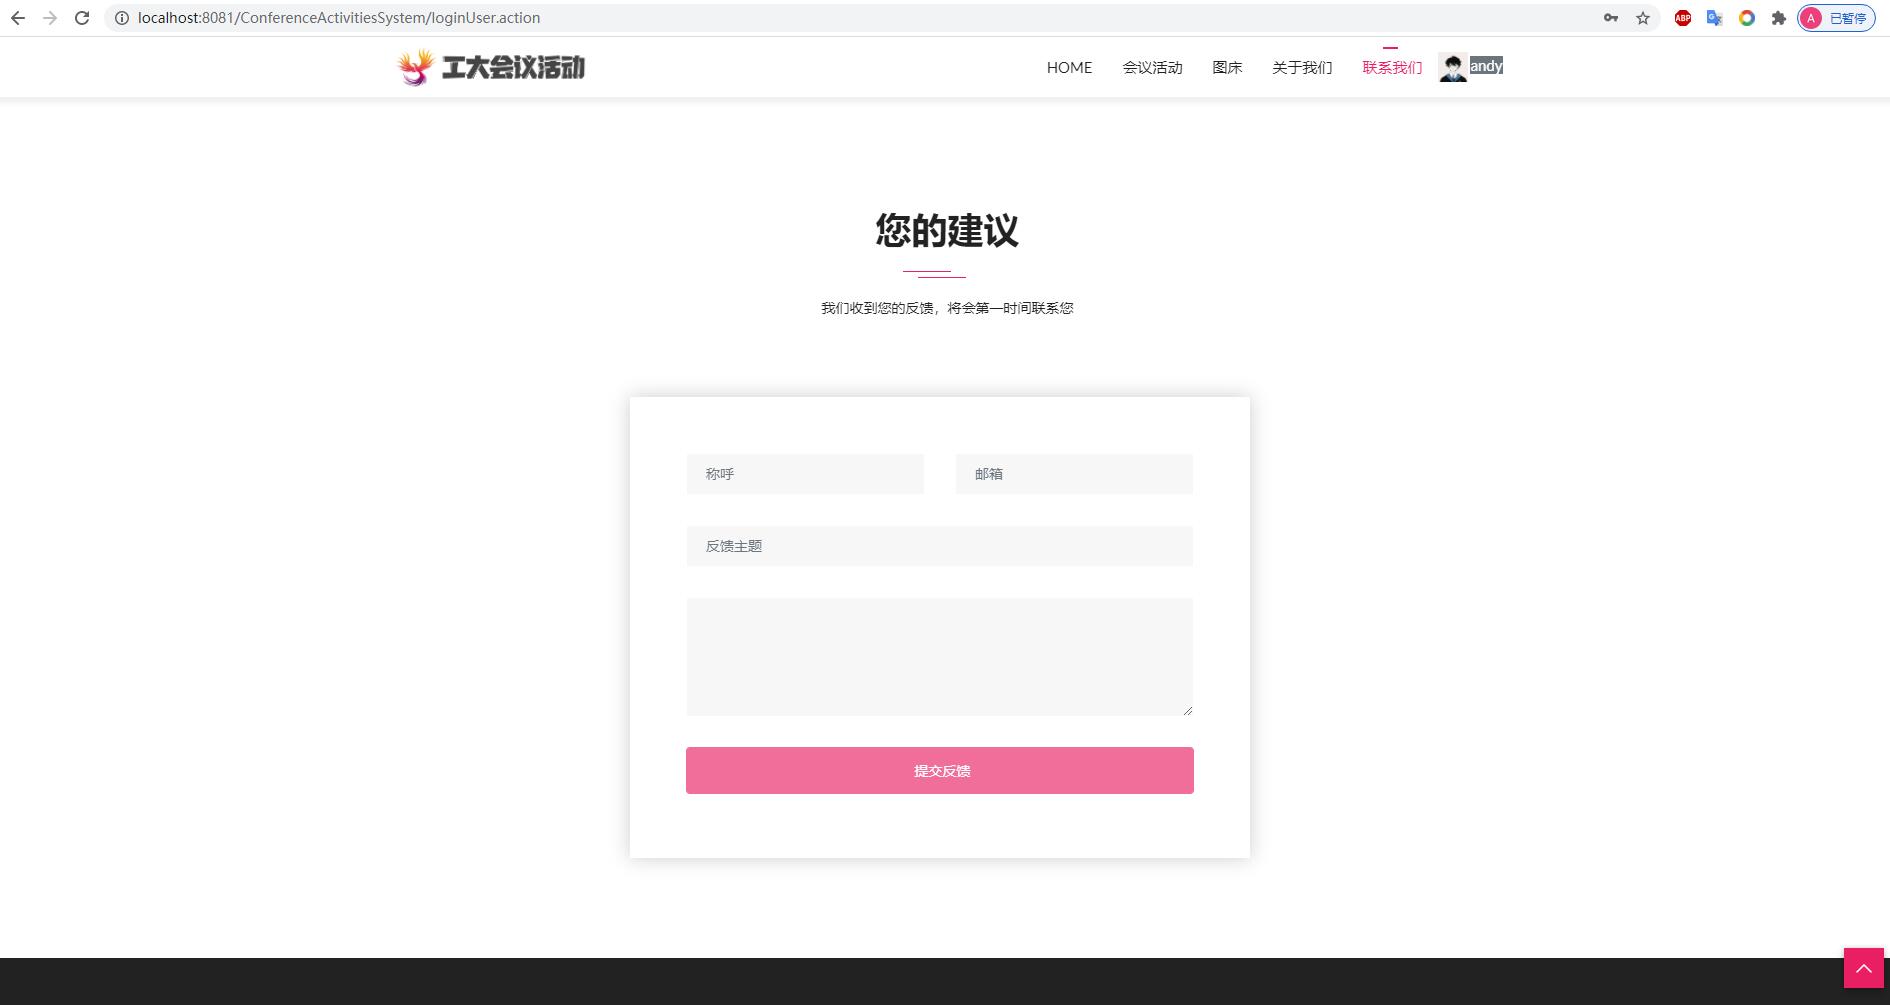 localhost:8081/ConferenceActivitiesSystem/loginUser.action
ABP
A
已暂停
工大会议活动
HOME
会议活动
图床
关于我们
联系我们
andy
您的建议
我们收到您的反馈，将会第一时间联系您
称呼
邮箱
反馈主题
提交反馈